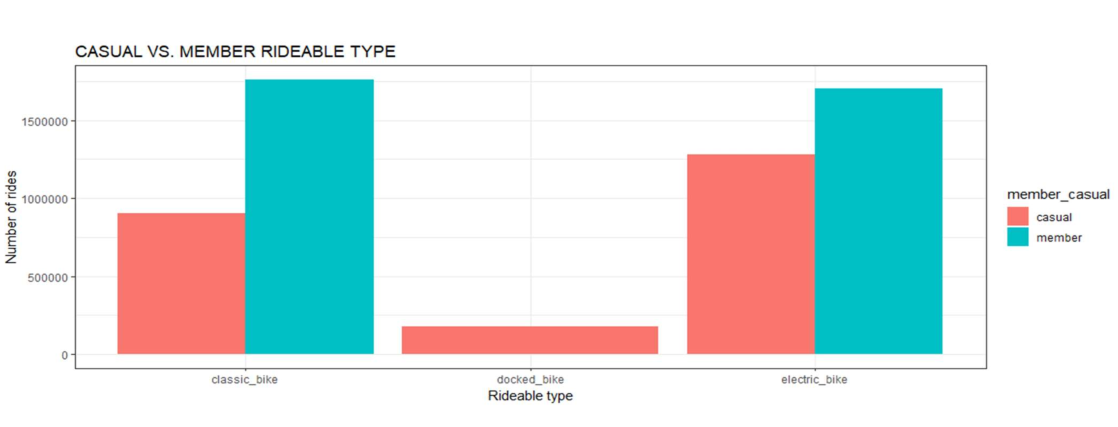 CASUAL VS. MEMBER RIDEABLE TYPE
Number of rides
1500000
1000000
500000
0
classic_bike
docked_bike
electric_bike
Rideable type
member_casual
casual
member